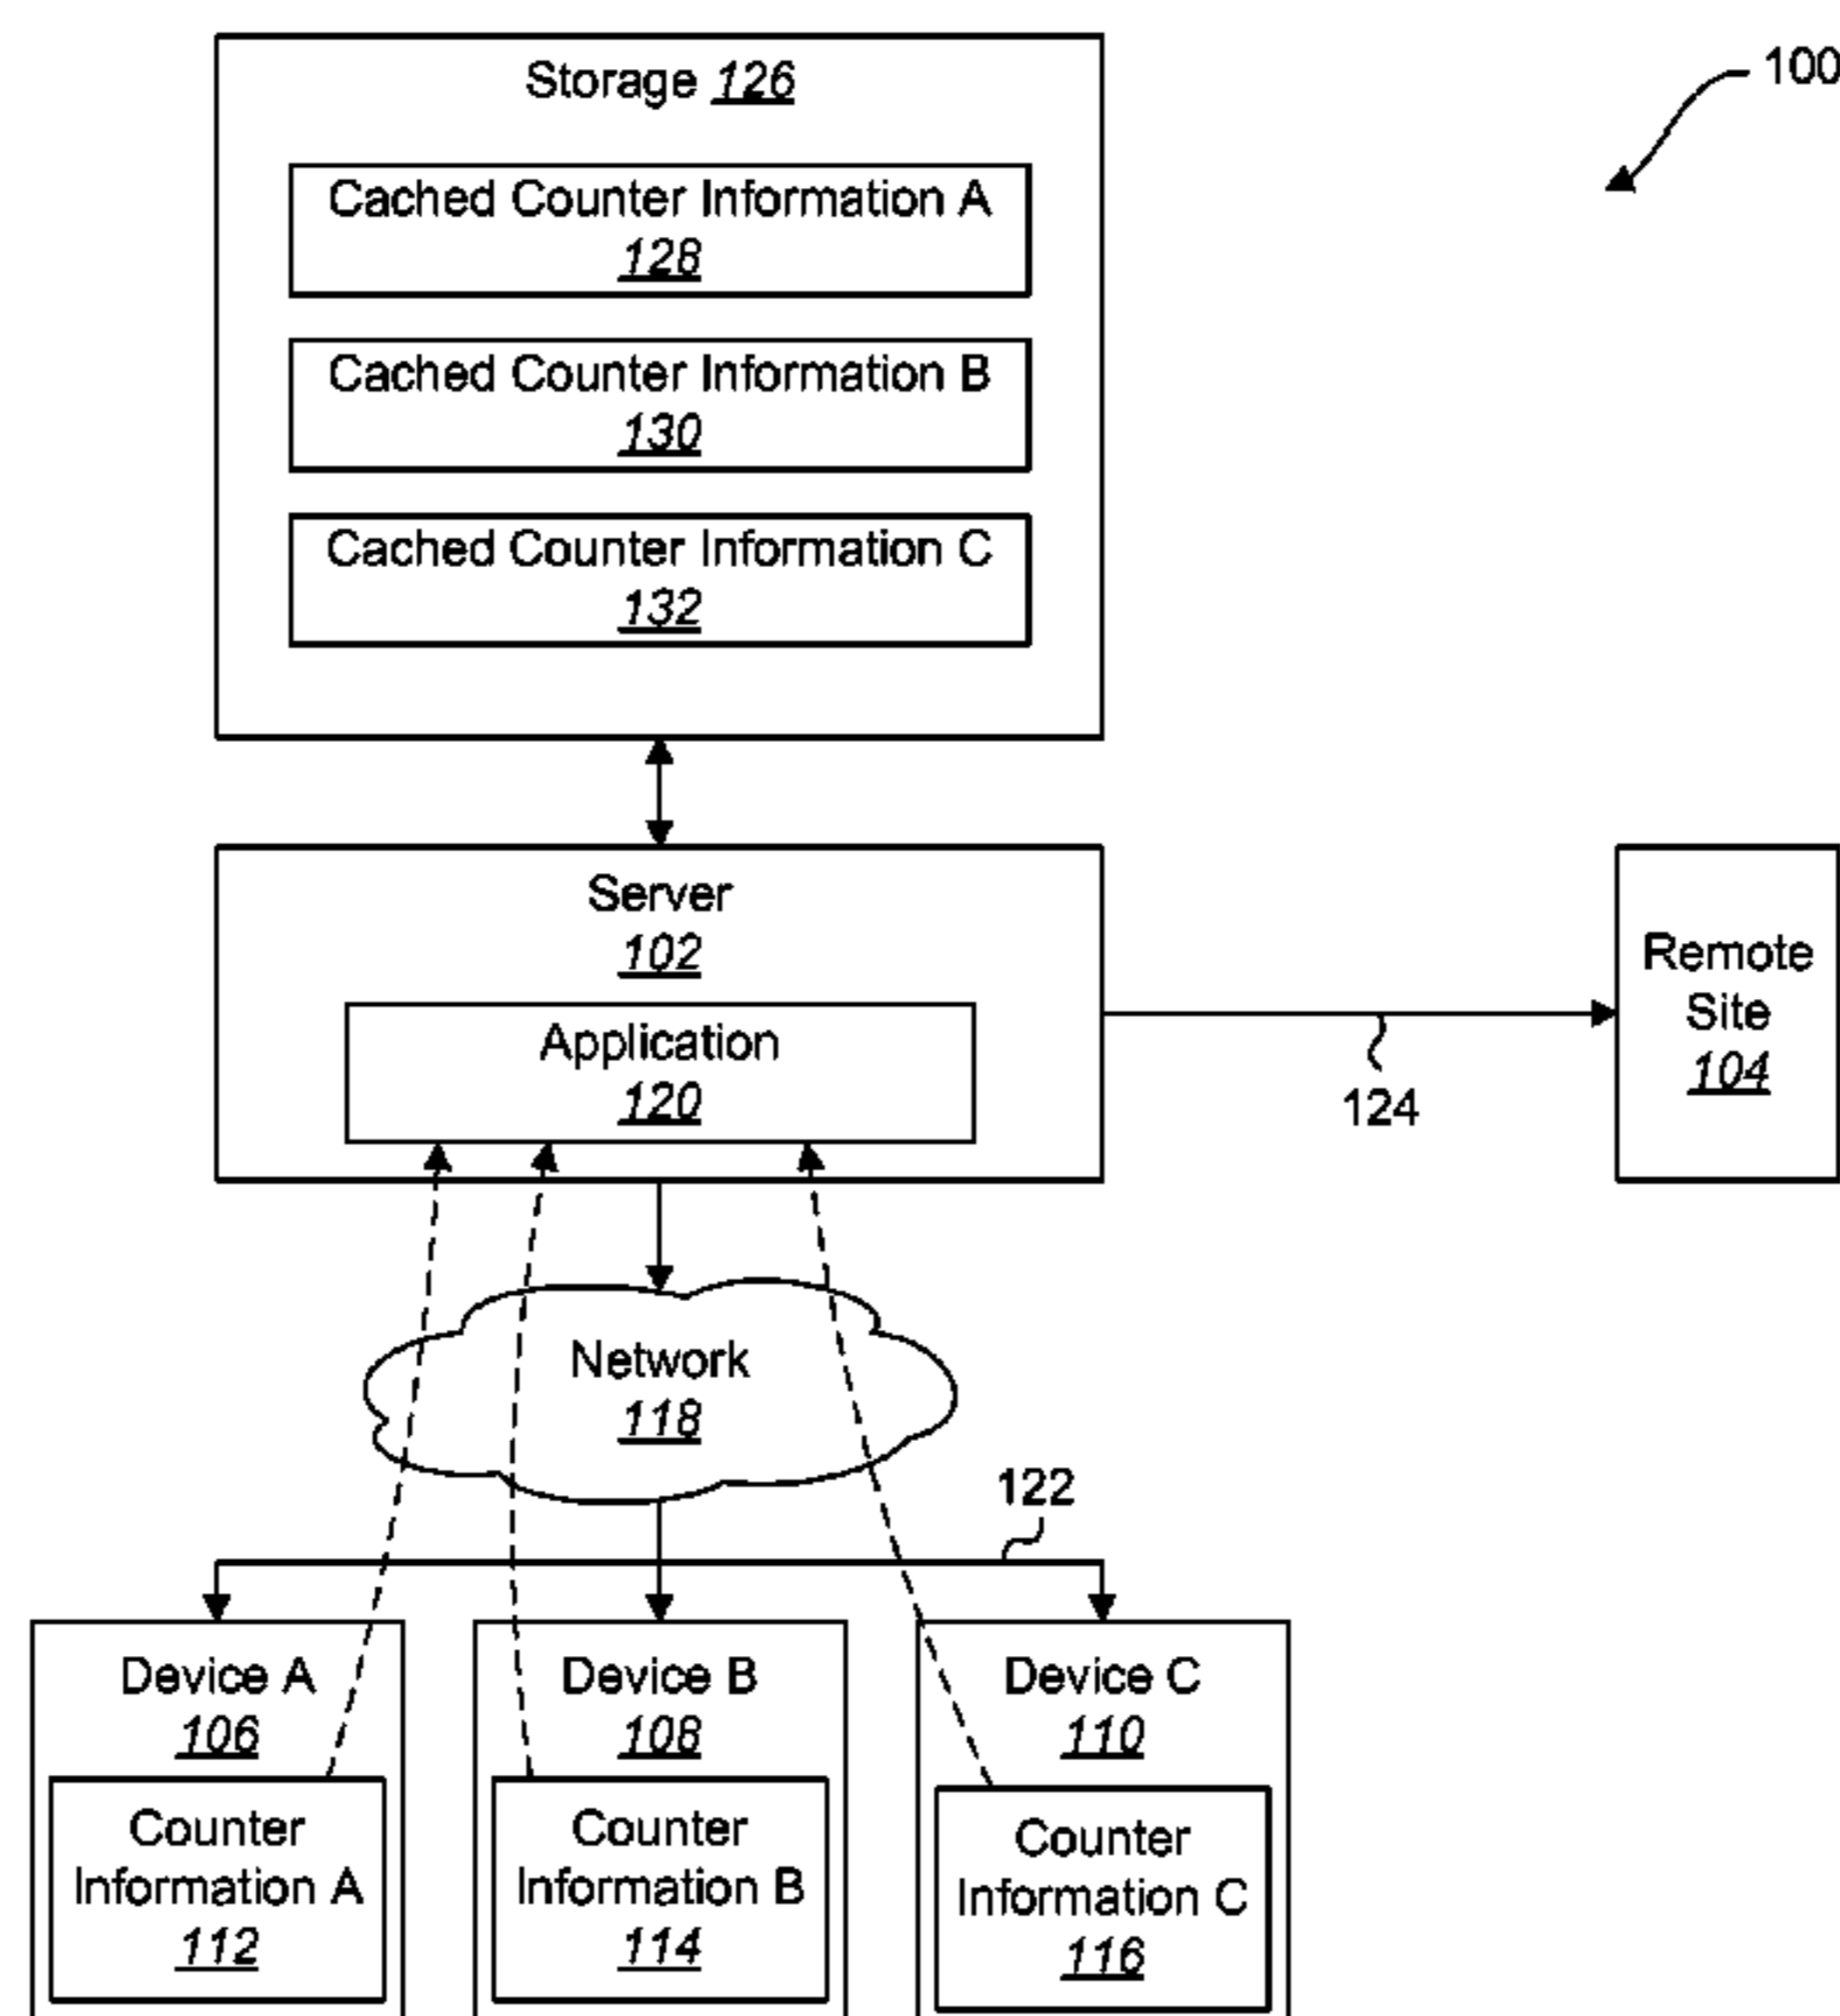 Storage 126
100
Cached Counter Information A
128
Cached Counter Information B
130
Cached Counter Information C
132
Server
102
Application
120
Remote
Site
104
124
Network
118
122
Device A
106
Counter
Information A
112
Device B
108
Counter
Information B
114
Device C
110
Counter
Information C
116